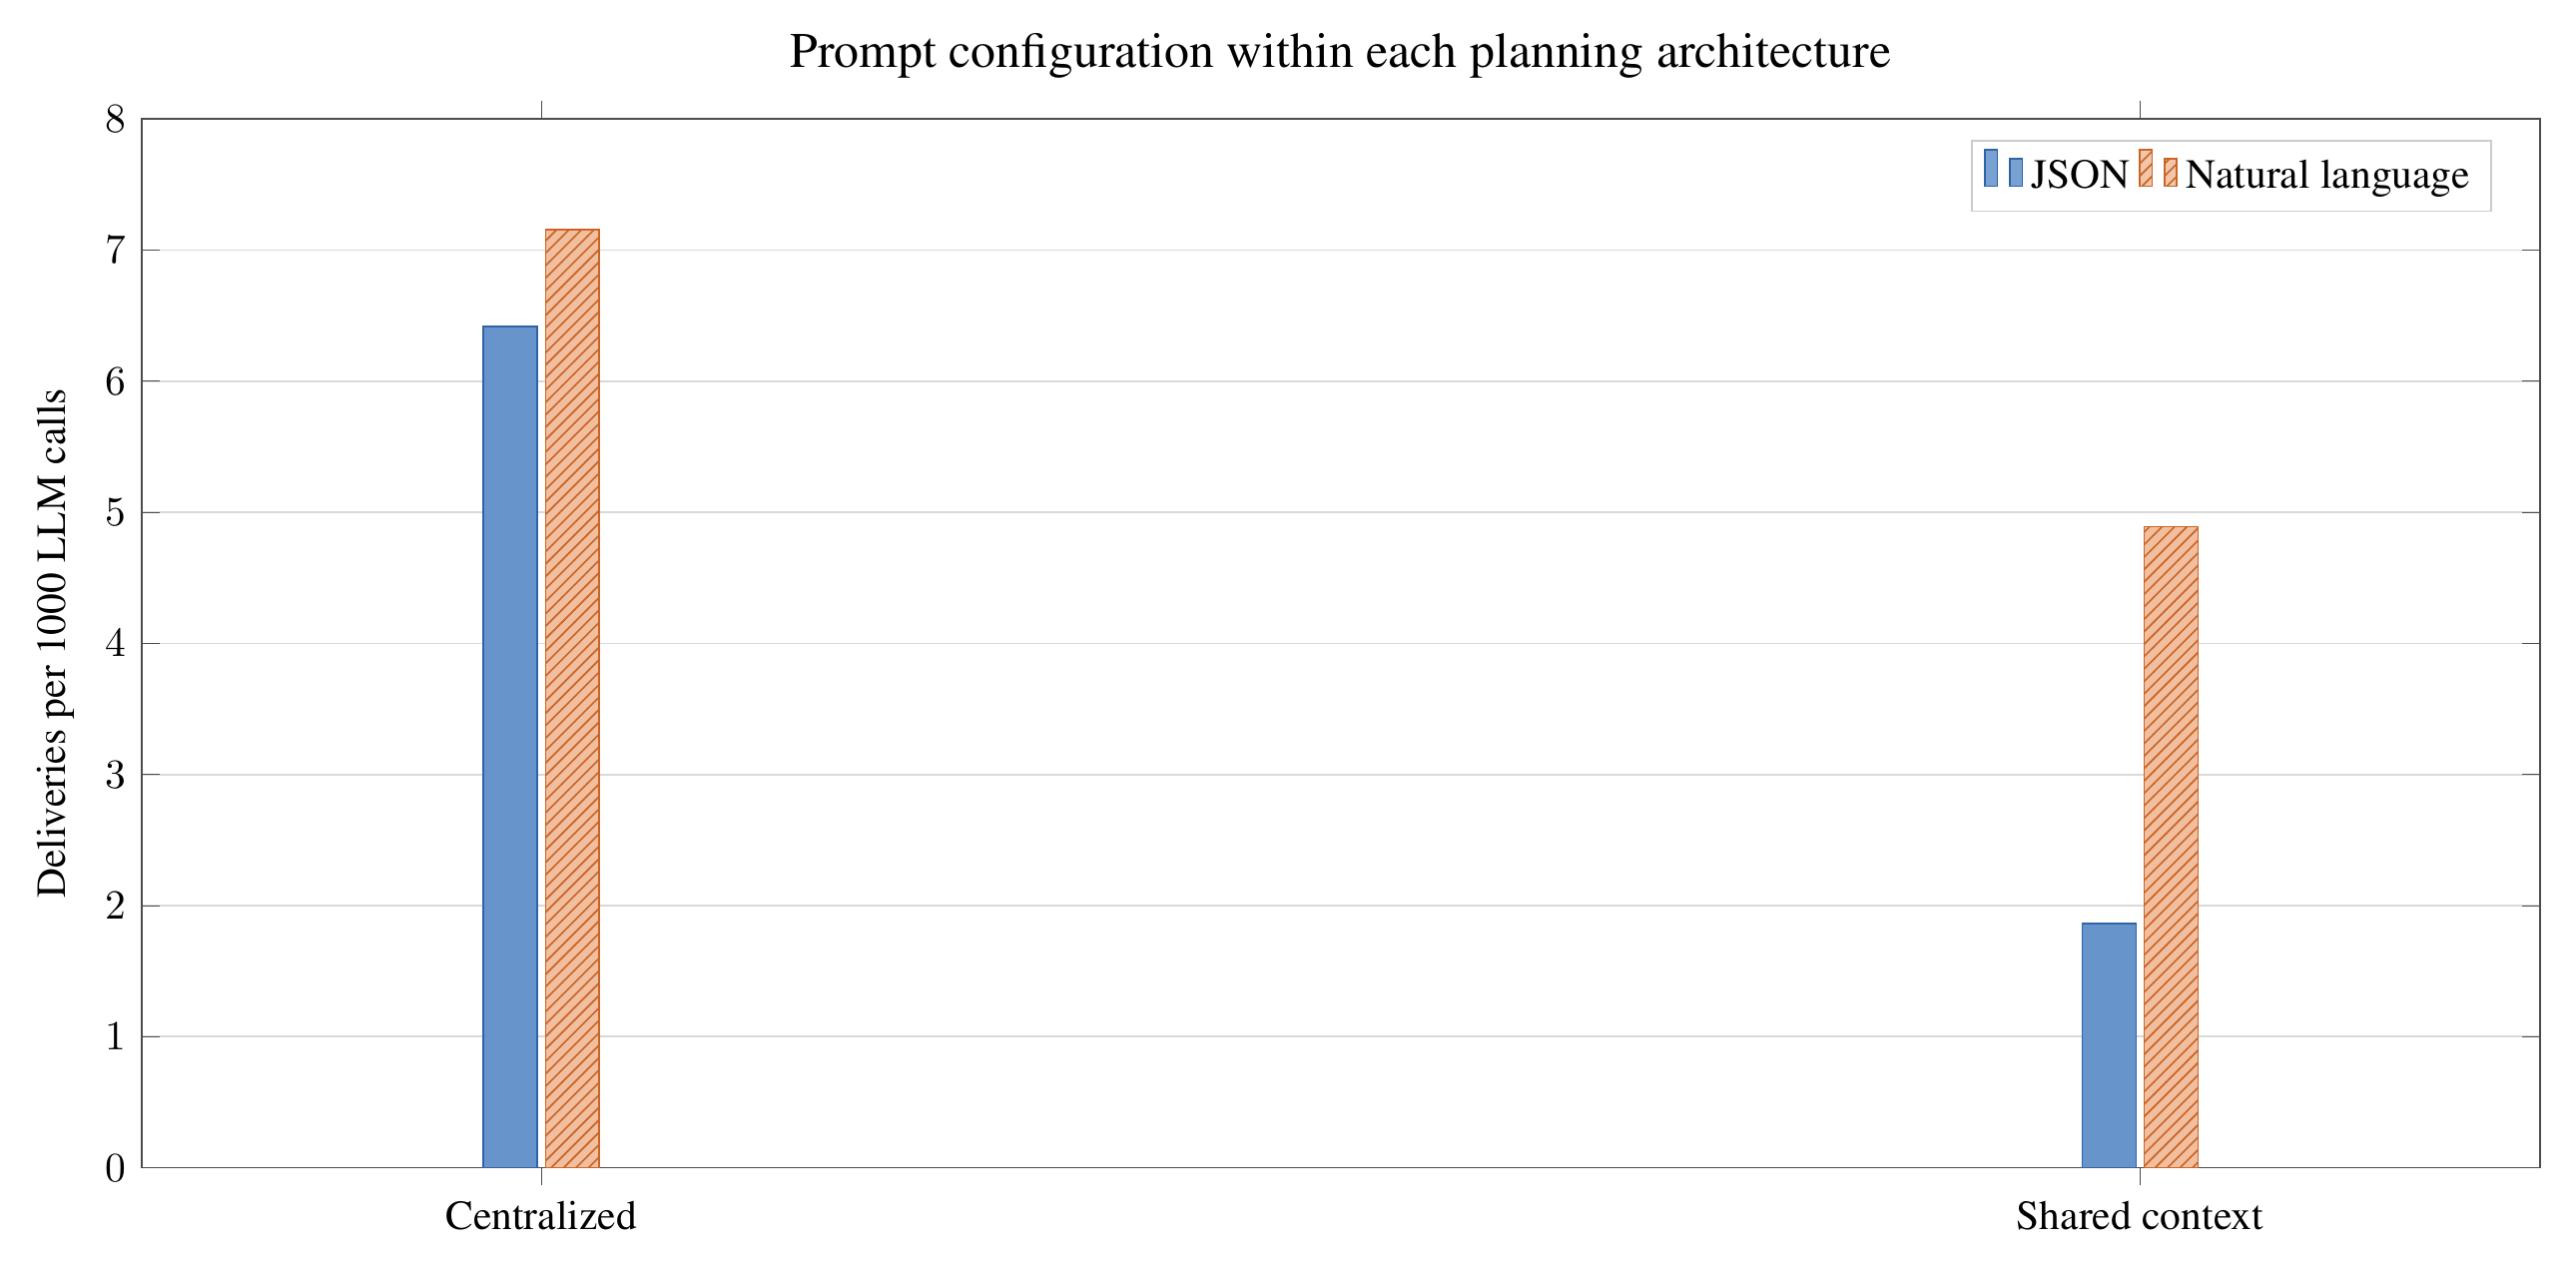 Prompt configuration within each planning architecture
JSON Natural language
Deliveries per 1000 LLM calls
8
7
6
5
4
3
2
1
0
Centralized Shared context